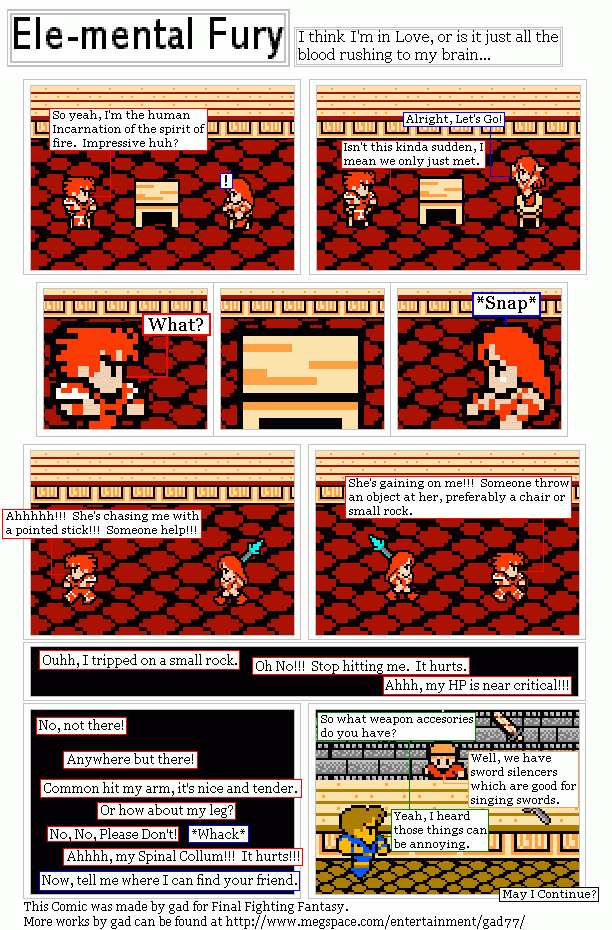 Ele-mental Fury
I think I'm in Love, or is it just all the
blood rushing to my brain...
So yeah, I'm the human
Incarnation of the spirit of
fire. Impressive huh?
!
Alright, Let's Go!
Isn't this kinda sudden, I
mean we only just met.
What?
*Snap*
Ahhhhh!!! She's chasing me with
a pointed stick!!! Someone help!!!
She's gaining on me!!! Someone throw
an object at her, preferably a chair or
small rock.
Ouhh, I tripped on a small rock.
Oh No!!! Stop hitting me. It hurts.
Ahhh, my HP is near critical!!!
No, not there!
Anywhere but there!
Common hit my arm, it's nice and tender.
Or how about my leg?
No, No, Please Don't!
*Whack*
Ahhhh, my Spinal Collum!!! It hurts!!!
Now, tell me where I can find your friend.
So what weapon accesories
do you have?
Well, we have
sword silencers
which are good for
singing swords.
Yeah, I heard
those things can
be annoying.
May I Continue?
This Comic was made by gad for Final Fighting Fantasy.
More works by gad can be found at http://www.megspace.com/entertainment/gad77/